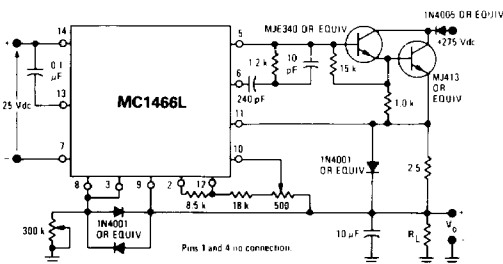 MJE340 OR EQUIV
1N4005 OR EQUIV
+275 Vdc
14
5
+
0.1
μF
1.2 k
10
pF
15 k
MJ413
OR
EQUIV
6
240 pF
25 Vdc
13
MC1466L
1.0 k
11
7
10
1N4001
OR EQUIV
2.5
8
3
9
2
12
8.5 k
18 k
500
300 k
1N4001
OR EQUIV
10 μF
RL
+
Vo
-
Pins 1 and 4 no connection.